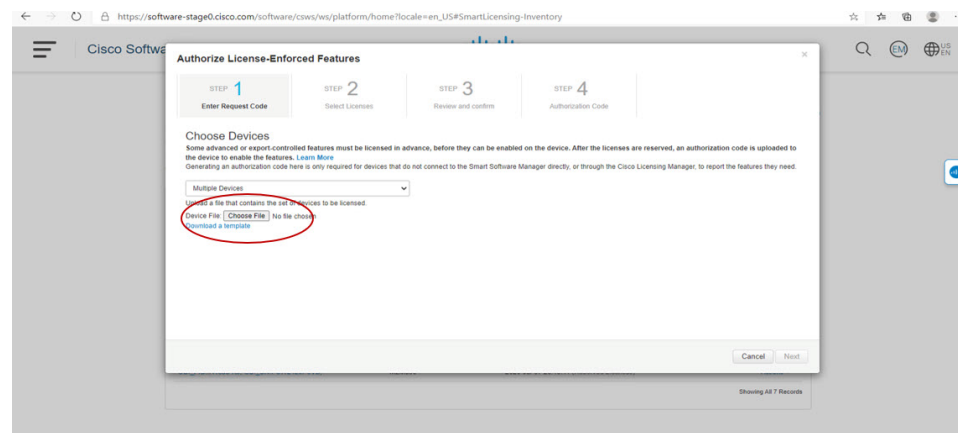 https://software-stage0.cisco.com/software/csws/ws/platform/home?locale=en_US#SmartLicensing-Inventory
Cisco Softwa
EM
US
EN
Authorize License-Enforced Features
×
STEP 1
Enter Request Code
STEP 2
Select Licenses
STEP 3
Review and confirm
STEP 4
Authorization Code
Choose Devices
Some advanced or export-controlled features must be licensed in advance, before they can be enabled on the device. After the licenses are reserved, an authorization code is uploaded to
the device to enable the features. Learn More
Generating an authorization code here is only required for devices that do not connect to the Smart Software Manager directly, or through the Cisco Licensing Manager, to report the features they need.
Multiple Devices
Upload a file that contains the set of devices to be licensed.
Device File: Choose File No file chosen
Download a template
Cancel Next
Showing All 7 Records